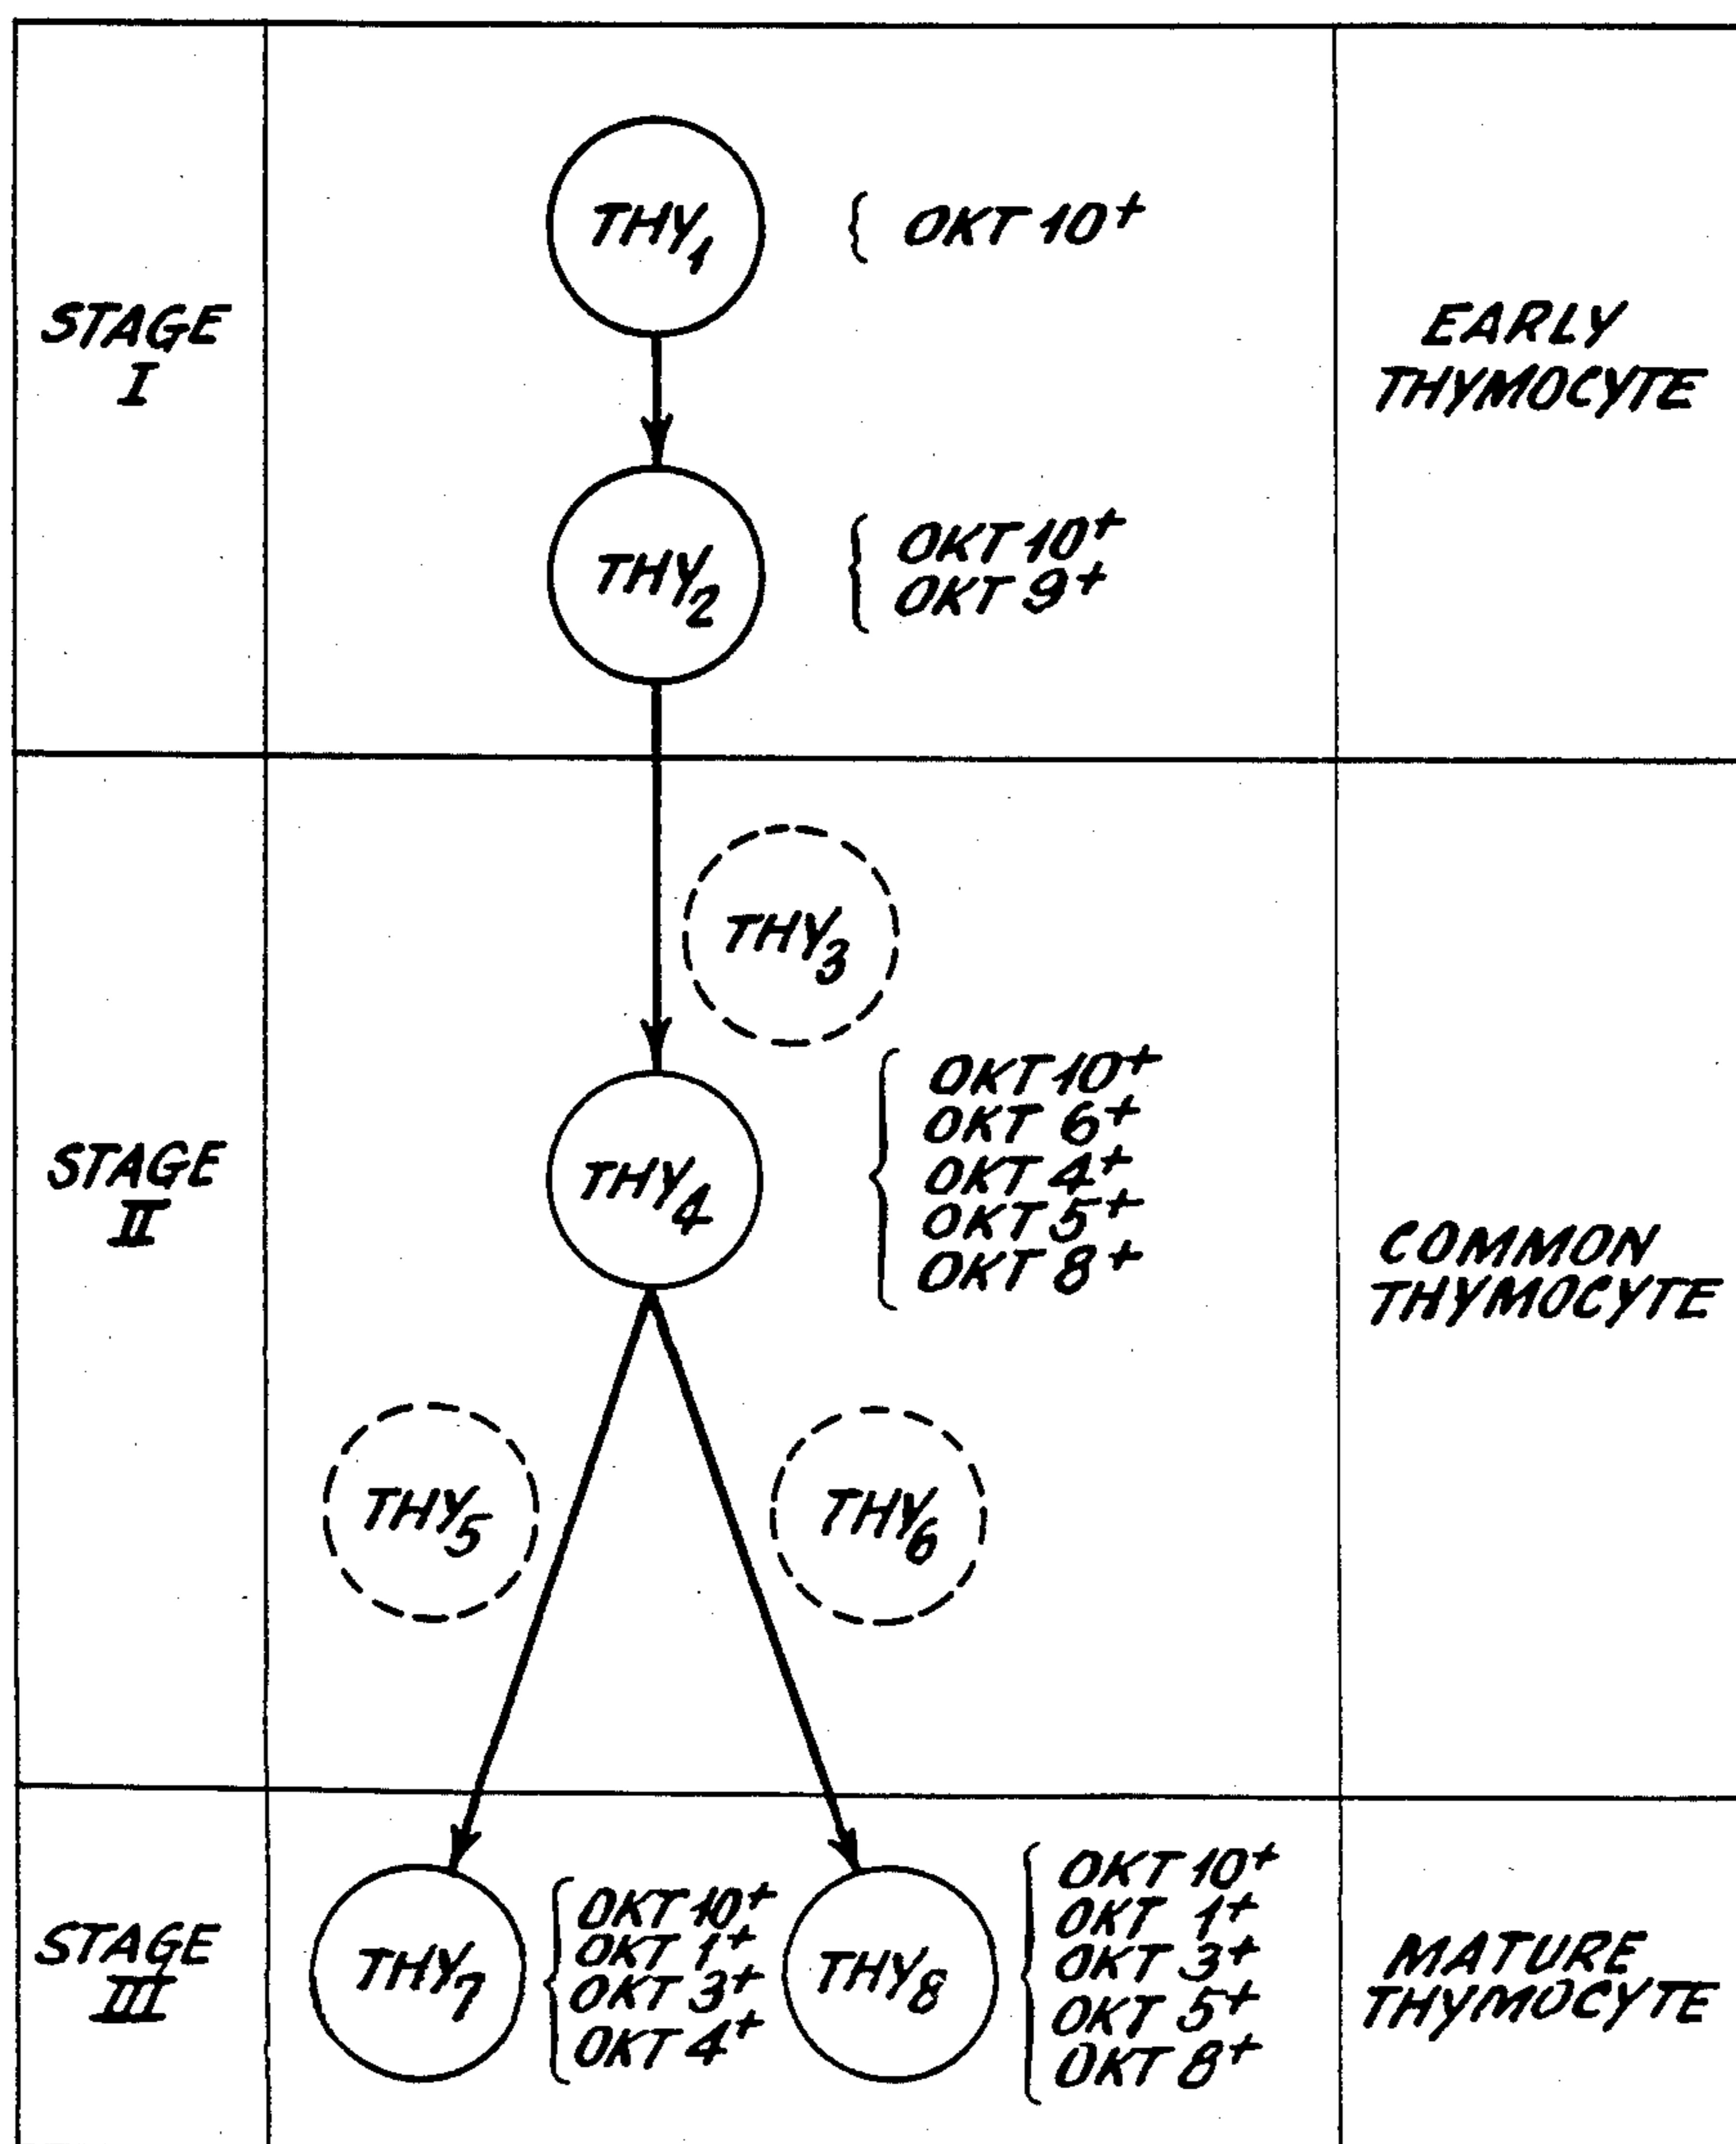 STAGE
I
THY1
OKT 10+
THY2
OKT 10+
OKT 9+
EARLY
THYMOCYTE
STAGE
II
THY3
THY4
OKT 10+
OKT 6+
OKT 4+
OKT 5+
OKT 8+
THY5
THY6
COMMON
THYMOCYTE
STAGE
III
THY7
OKT 10+
OKT 1+
OKT 3+
OKT 4+
THY8
OKT 10+
OKT 1+
OKT 3+
OKT 5+
OKT 8+
MATURE
THYMOCYTE